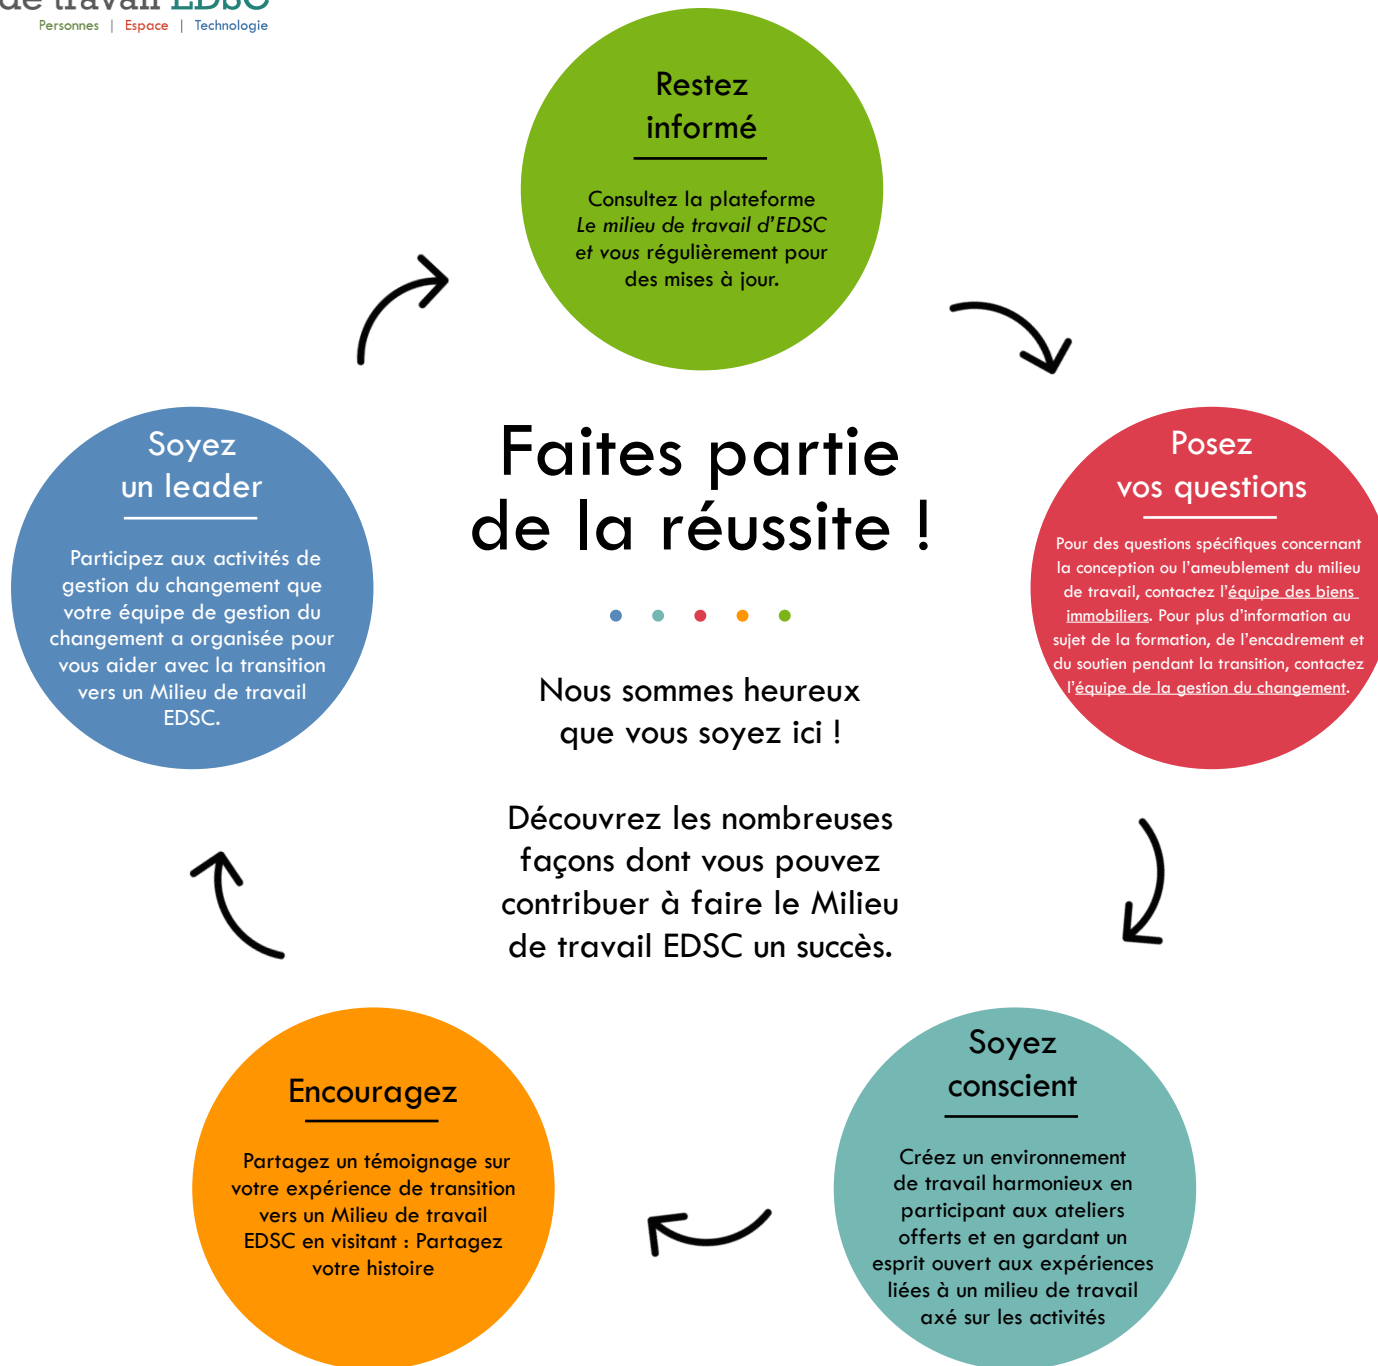 de travail EDSC
Personnes | Espace | Technologie
Restez
informé
Consultez la plateforme
Le milieu de travail d'EDSC
et vous régulièrement pour
des mises à jour.
Faites partie
de la réussite !
Nous sommes heureux
que vous soyez ici !
Découvrez les nombreuses
façons dont vous pouvez
contribuer à faire le Milieu
de travail EDSC un succès.
Posez
vos questions
Pour des questions spécifiques concernant
la conception ou l'ameublement du milieu
de travail, contactez l'équipe des biens
immobiliers. Pour plus d'information au
sujet de la formation, de l'encadrement et
du soutien pendant la transition, contactez
l'équipe de la gestion du changement.
Soyez
conscient
Créez un environnement
de travail harmonieux en
participant aux ateliers
offerts et en gardant un
esprit ouvert aux expériences
liées à un milieu de travail
axé sur les activités
Encouragez
Partagez un témoignage sur
votre expérience de transition
vers un Milieu de travail
EDSC en visitant : Partagez
votre histoire
Soyez
un leader
Participez aux activités de
gestion du changement que
votre équipe de gestion du
changement a organisée pour
vous aider avec la transition
vers un Milieu de travail
EDSC.